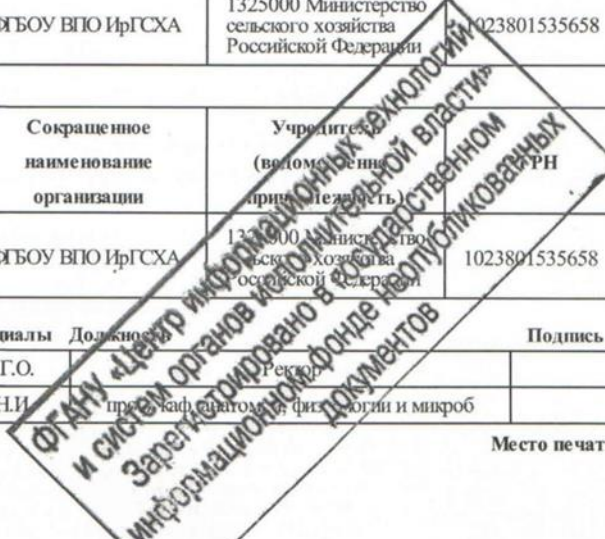 ФГБОУ ВПО ИрГСХА
1325000 Министерство
сельского хозяйства
Российской Федерации
1023801535658
Сокращенное
наименование
организации
Учредитель
(ведомственная
принадлежность)
ОГРН
ФГБОУ ВПО ИрГСХА
1325000 Министерство
сельского хозяйства
Российской Федерации
1023801535658
Должность
Подпись
Г.О.
Ректор
Н.И.
проф. каф. анатомии, физиологии и микроб
Место печат
ФГАНУ «Центр информационных технологий
и систем органов исполнительной власти»
Зарегистрировано в государственном
информационном фонде неопубликованных
документов